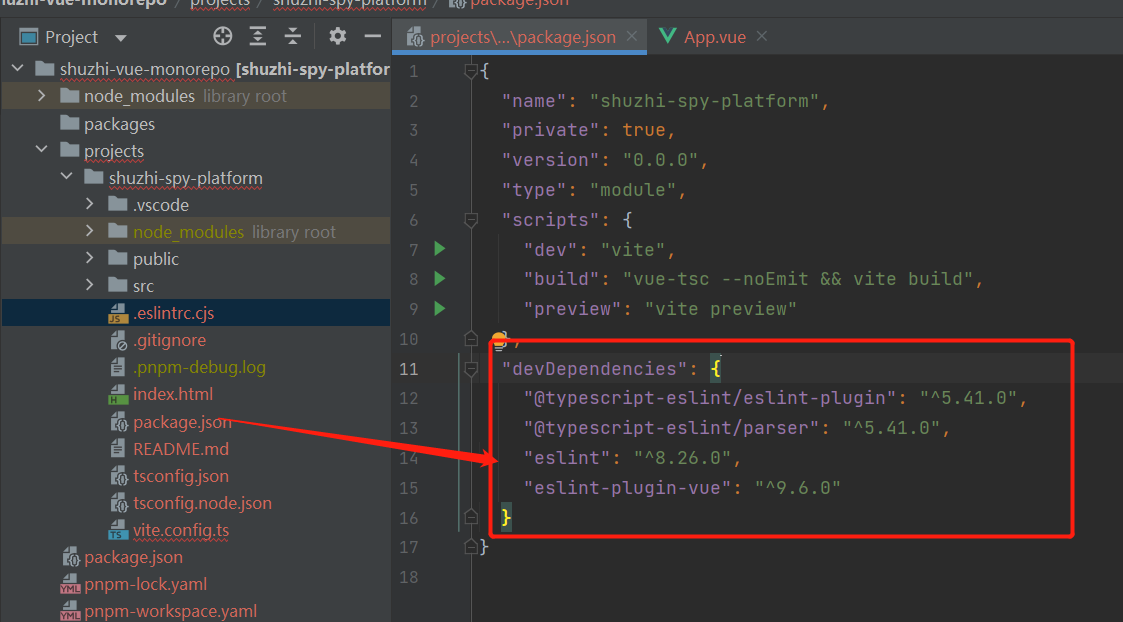 uzhi-vue-monorepo / projects / shuzhi-spy-platform / package.json
Project
projects\...\package.json
App.vue
shuzhi-vue-monorepo [shuzhi-spy-platfor
node_modules library root
packages
projects
shuzhi-spy-platform
.vscode
node_modules library root
public
src
.eslintrc.cjs
.gitignore
.pnpm-debug.log
index.html
package.json
README.md
tsconfig.json
tsconfig.node.json
vite.config.ts
package.json
pnpm-lock.yaml
pnpm-workspace.yaml
1 {
2 "name": "shuzhi-spy-platform",
3 "private": true,
4 "version": "0.0.0",
5 "type": "module",
6 "scripts": {
7 "dev": "vite",
8 "build": "vue-tsc --noEmit && vite build",
9 "preview": "vite preview"
10 },
11 "devDependencies": {
12 "@typescript-eslint/eslint-plugin": "^5.41.0",
13 "@typescript-eslint/parser": "^5.41.0",
14 "eslint": "^8.26.0",
15 "eslint-plugin-vue": "^9.6.0"
16 }
17 }
18